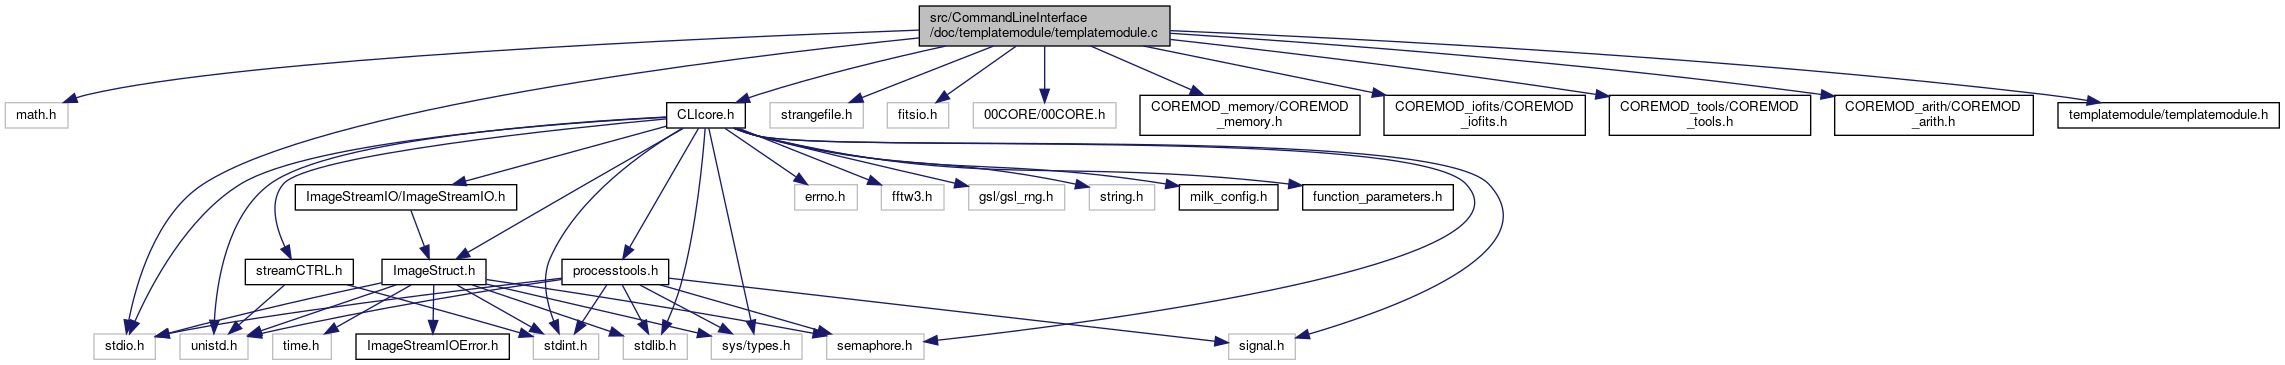 src/CommandLineInterface
/doc/templatemodule/templatemodule.c
math.h
CLIcore.h
strangefile.h
fitsio.h
00CORE/00CORE.h
COREMOD_memory/COREMOD
_memory.h
COREMOD_iofits/COREMOD
_iofits.h
COREMOD_tools/COREMOD
_tools.h
COREMOD_arith/COREMOD
_arith.h
templatemodule/templatemodule.h
ImageStreamIO/ImageStreamIO.h
errno.h
fftw3.h
gsl/gsl_rng.h
string.h
milk_config.h
function_parameters.h
streamCTRL.h
ImageStruct.h
processtools.h
stdio.h
unistd.h
time.h
ImageStreamIOError.h
stdint.h
stdlib.h
sys/types.h
semaphore.h
signal.h